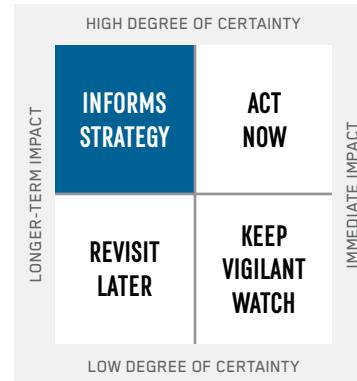 HIGH DEGREE OF CERTAINTY
LONGER-TERM IMPACT
INFORMS
STRATEGY
ACT
NOW
IMMEDIATE IMPACT
REVISIT
LATER
KEEP
VIGILANT
WATCH
LOW DEGREE OF CERTAINTY